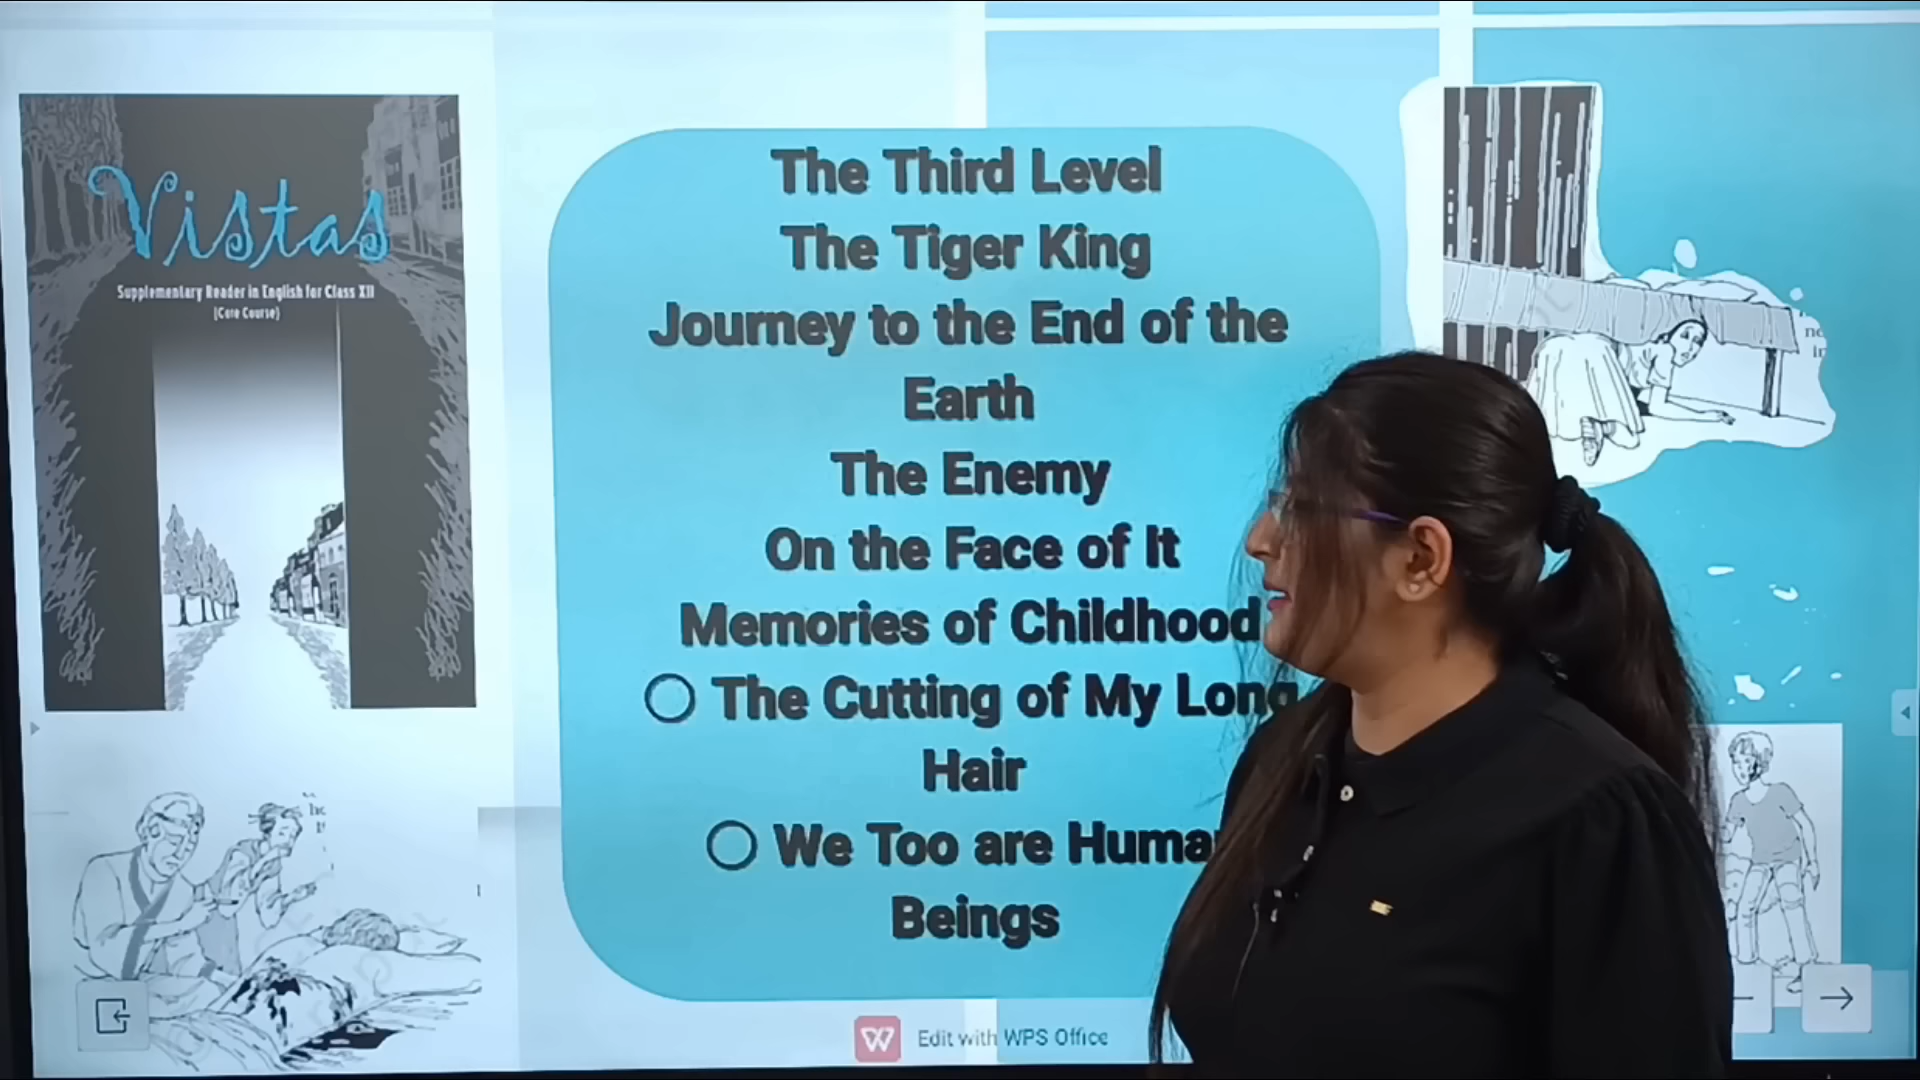 Vistas
Supplementary Reader in English for Class XII
(Core Course)
The Third Level
The Tiger King
Journey to the End of the
Earth
The Enemy
On the Face of It
Memories of Childhood
The Cutting of My Long
Hair
We Too are Huma
Beings
Edit with WPS Office